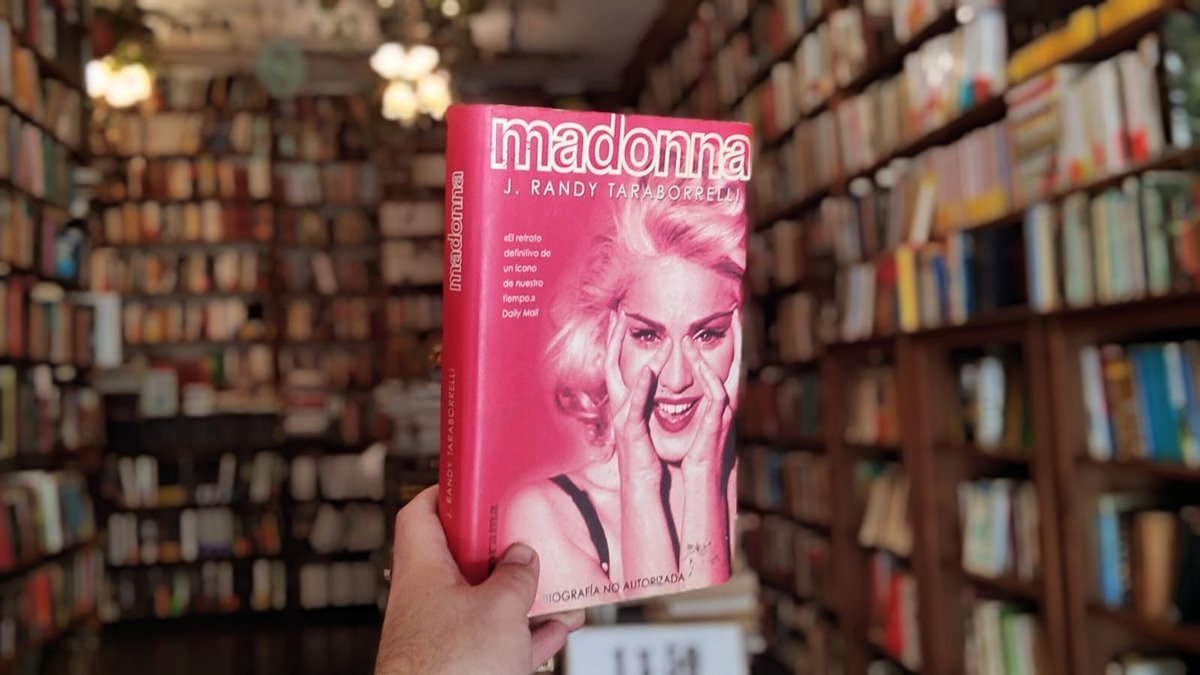 madonna
J. RANDY TARABORRELLI
«El retrato
definitivo de
un icono
de nuestro
tiempo.»
Daily Mail
IOGRAFÍA NO AUTORIZADA
madonna
J. RANDY TARABORRELLI